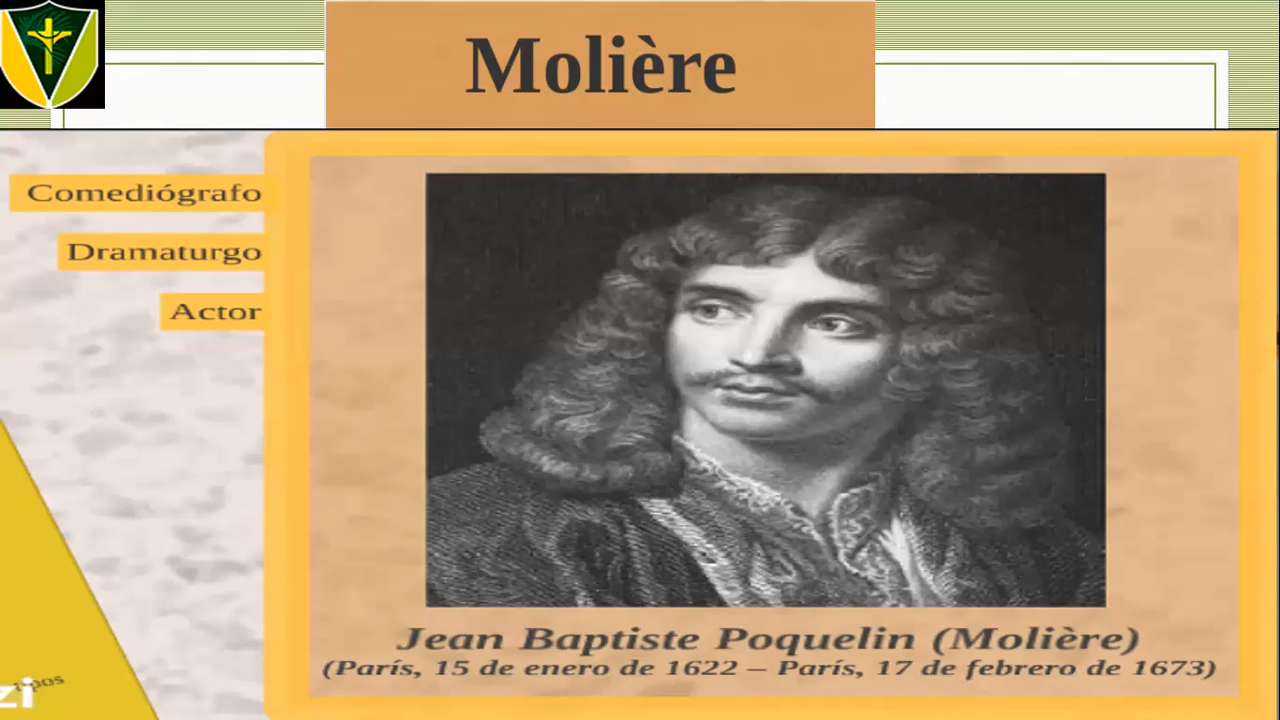 Molière
Comediógrafo
Dramaturgo
Actor
Jean Baptiste Poquelin (Molière)
(París, 15 de enero de 1622 – París, 17 de febrero de 1673)
zi